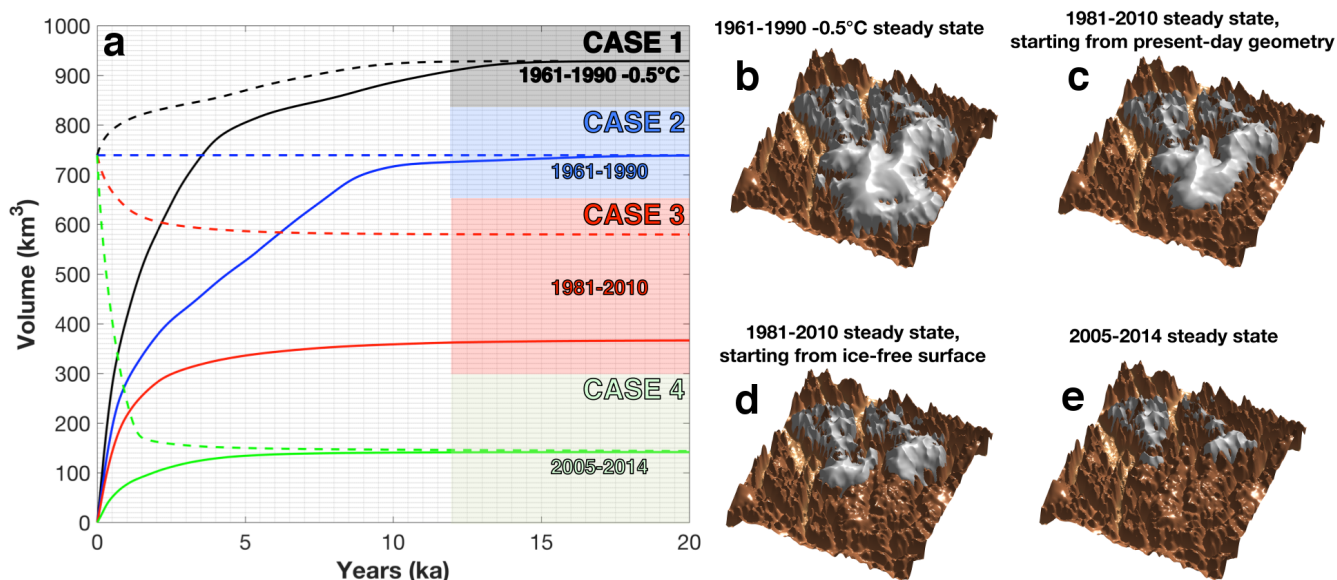 a
1000
900
800
700
600
500
400
300
200
100
0
Volume (km³)
0
5
10
15
20
Years (ka)
CASE 1
1961-1990 -0.5°C
CASE 2
1961-1990
CASE 3
1981-2010
CASE 4
2005-2014
1961-1990 -0.5°C steady state
b
1981-2010 steady state,
starting from present-day geometry
c
1981-2010 steady state,
starting from ice-free surface
d
2005-2014 steady state
e